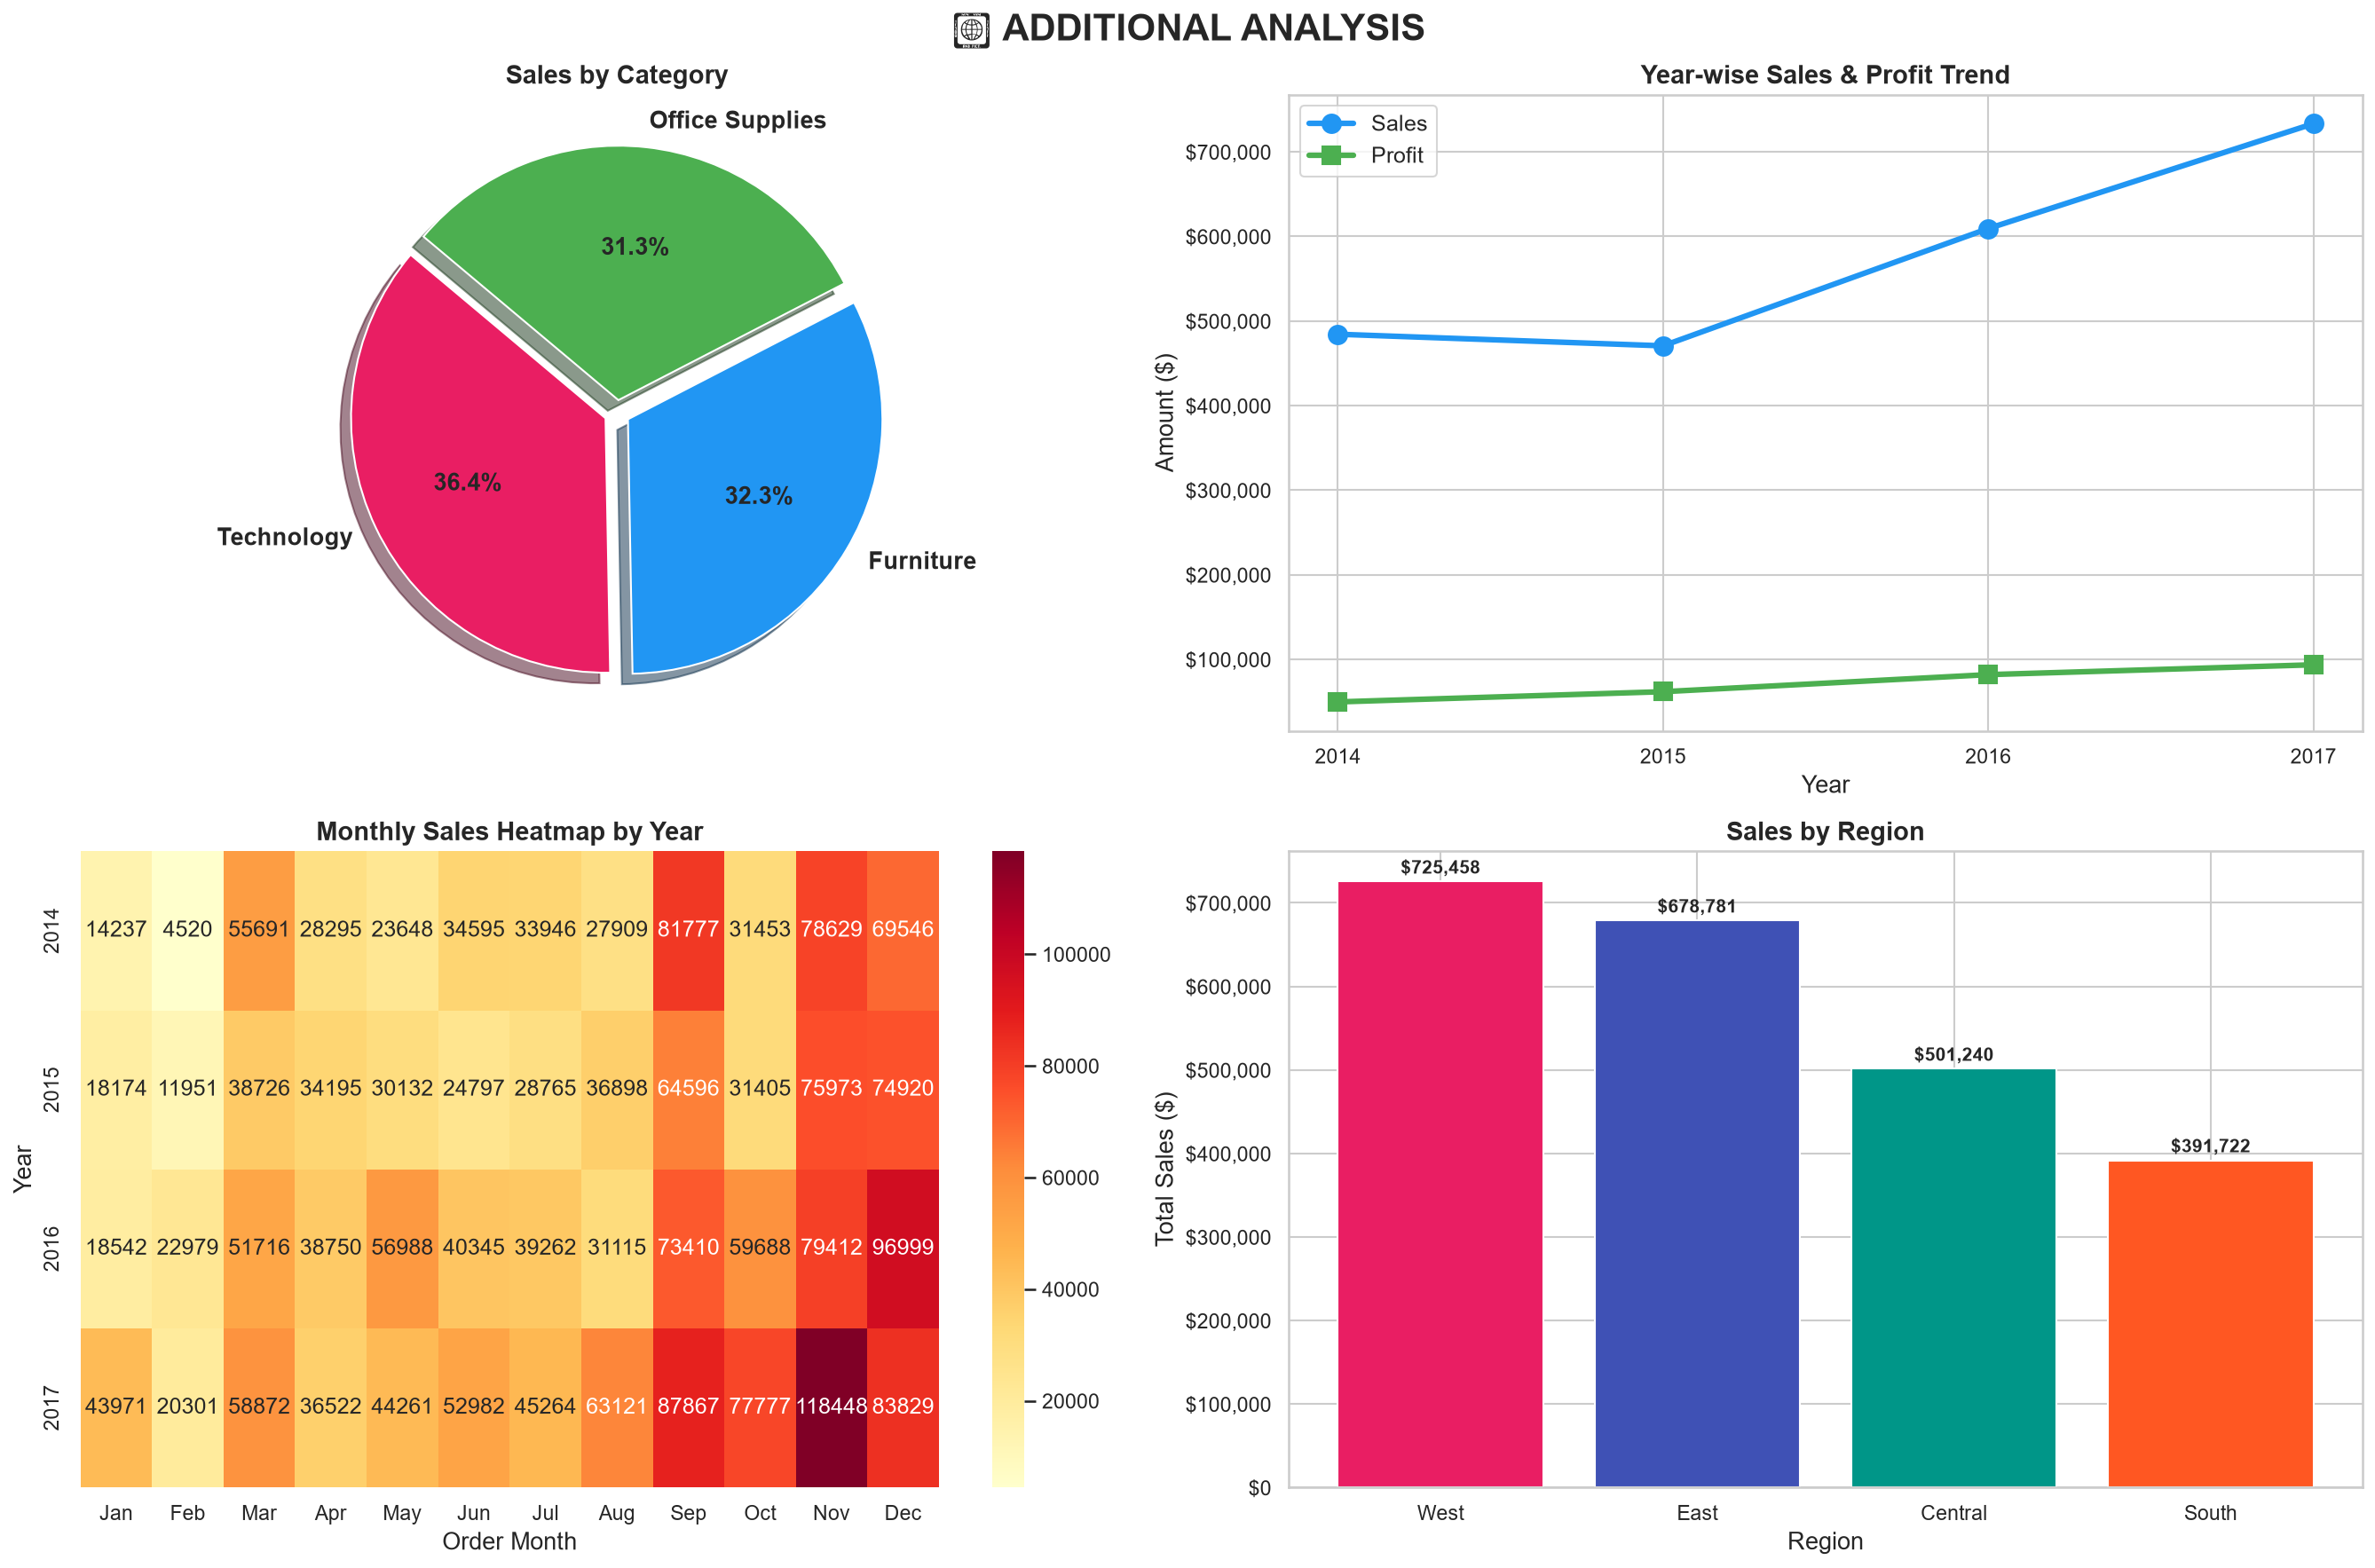 ADDITIONAL ANALYSIS
Sales by Category
Office Supplies
31.3%
36.4%
32.3%
Technology
Furniture
Year-wise Sales & Profit Trend
Sales
Profit
$700,000
$600,000
$500,000
$400,000
$300,000
$200,000
$100,000
Amount ($)
2014 2015 2016 2017
Year
Monthly Sales Heatmap by Year
Year
2014 14237 4520 55691 28295 23648 34595 33946 27909 81777 31453 78629 69546
2015 18174 11951 38726 34195 30132 24797 28765 36898 64596 31405 75973 74920
2016 18542 22979 51716 38750 56988 40345 39262 31115 73410 59688 79412 96999
2017 43971 20301 58872 36522 44261 52982 45264 63121 87867 77777 118448 83829
Jan Feb Mar Apr May Jun Jul Aug Sep Oct Nov Dec
Order Month
100000
80000
60000
40000
20000
Sales by Region
$725,458
$678,781
$501,240
$391,722
$700,000
$600,000
$500,000
$400,000
$300,000
$200,000
$100,000
$0
Total Sales ($)
West East Central South
Region